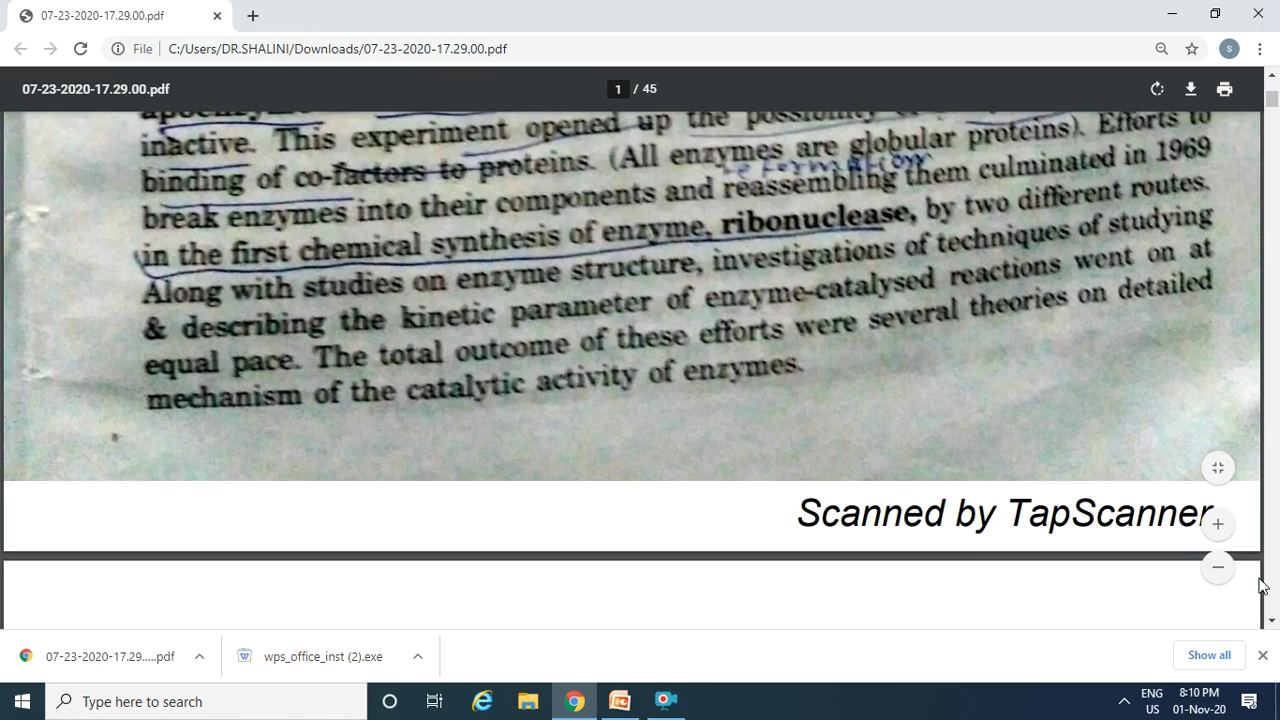 07-23-2020-17.29.00.pdf
File C:/Users/DR.SHALINI/Downloads/07-23-2020-17.29.00.pdf
S
07-23-2020-17.29.00.pdf 1 / 45
inactive. This experiment opened up the possibility
binding of co-factors to proteins. (All enzymes are globular proteins). Efforts to
break enzymes into their components and reassembling them culminated in 1969
in the first chemical synthesis of enzyme, ribonuclease, by two different routes.
Along with studies on enzyme structure, investigations of techniques of studying
& describing the kinetic parameter of enzyme-catalysed reactions went on at
equal pace. The total outcome of these efforts were several theories on detailed
mechanism of the catalytic activity of enzymes.
Scanned by TapScanner
07-23-2020-17.29.....pdf wps_office_inst (2).exe Show all
Type here to search ENG 8:10 PM
US 01-Nov-20